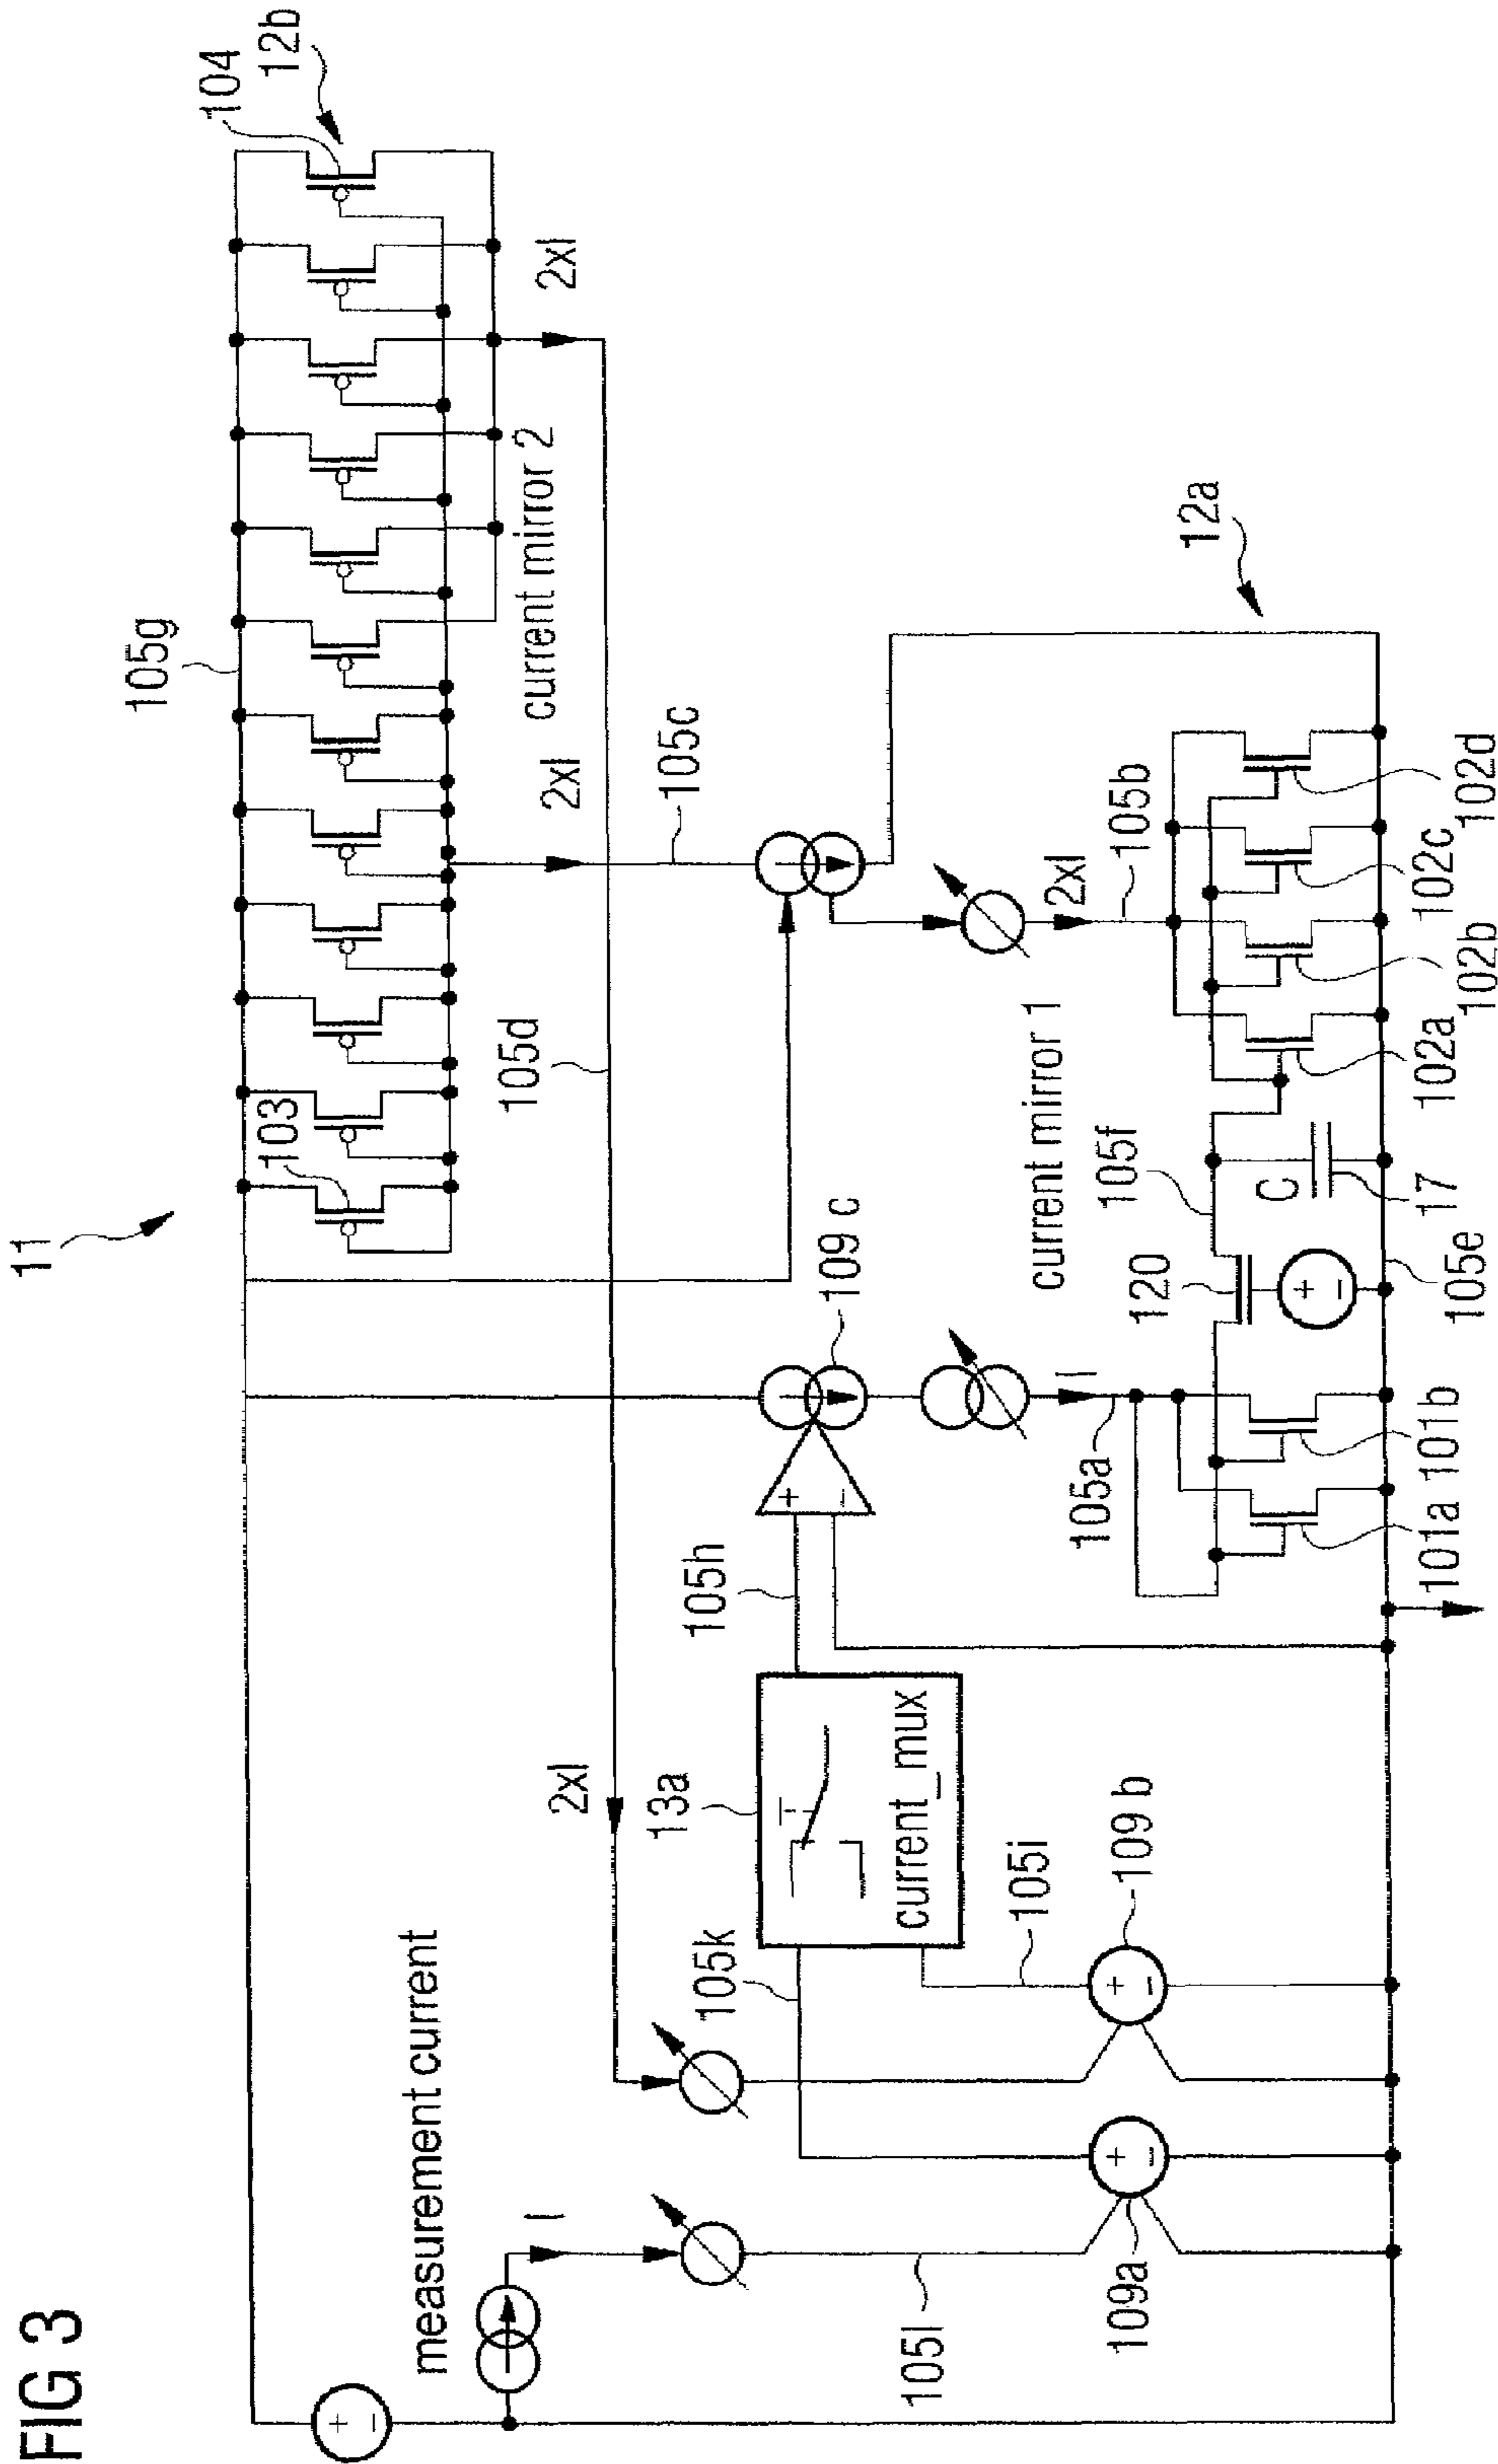 FIG 3
11
12b
104
105g
103
current mirror 2
2xI
2xI
105c
105d
measurement current
I
2xI
13a
current_mux
105k
105h
105i
109 c
109 b
109a
105l
I
105a
101a
101b
current mirror 1
105f
120
C
17
105e
2xI
105b
12a
102a
102b
102c
102d
+
−
+
−
+
−
+
−
+
−